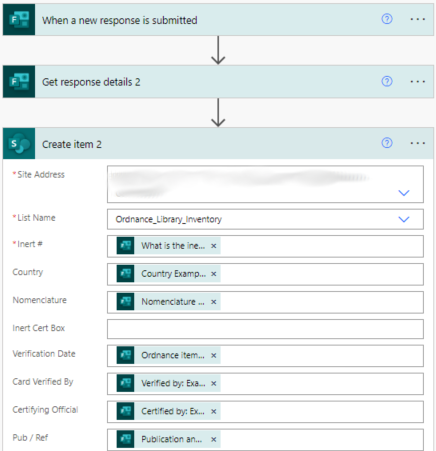 When a new response is submitted
Get response details 2
Create item 2
*Site Address
*List Name
Ordnance_Library_Inventory
*Inert #
What is the ine... ×
Country
Country Examp... ×
Nomenclature
Nomenclature ... ×
Inert Cert Box
Verification Date
Ordnance item... ×
Card Verified By
Verified by: Exa... ×
Certifying Official
Certified by: Ex... ×
Pub / Ref
Publication an... ×